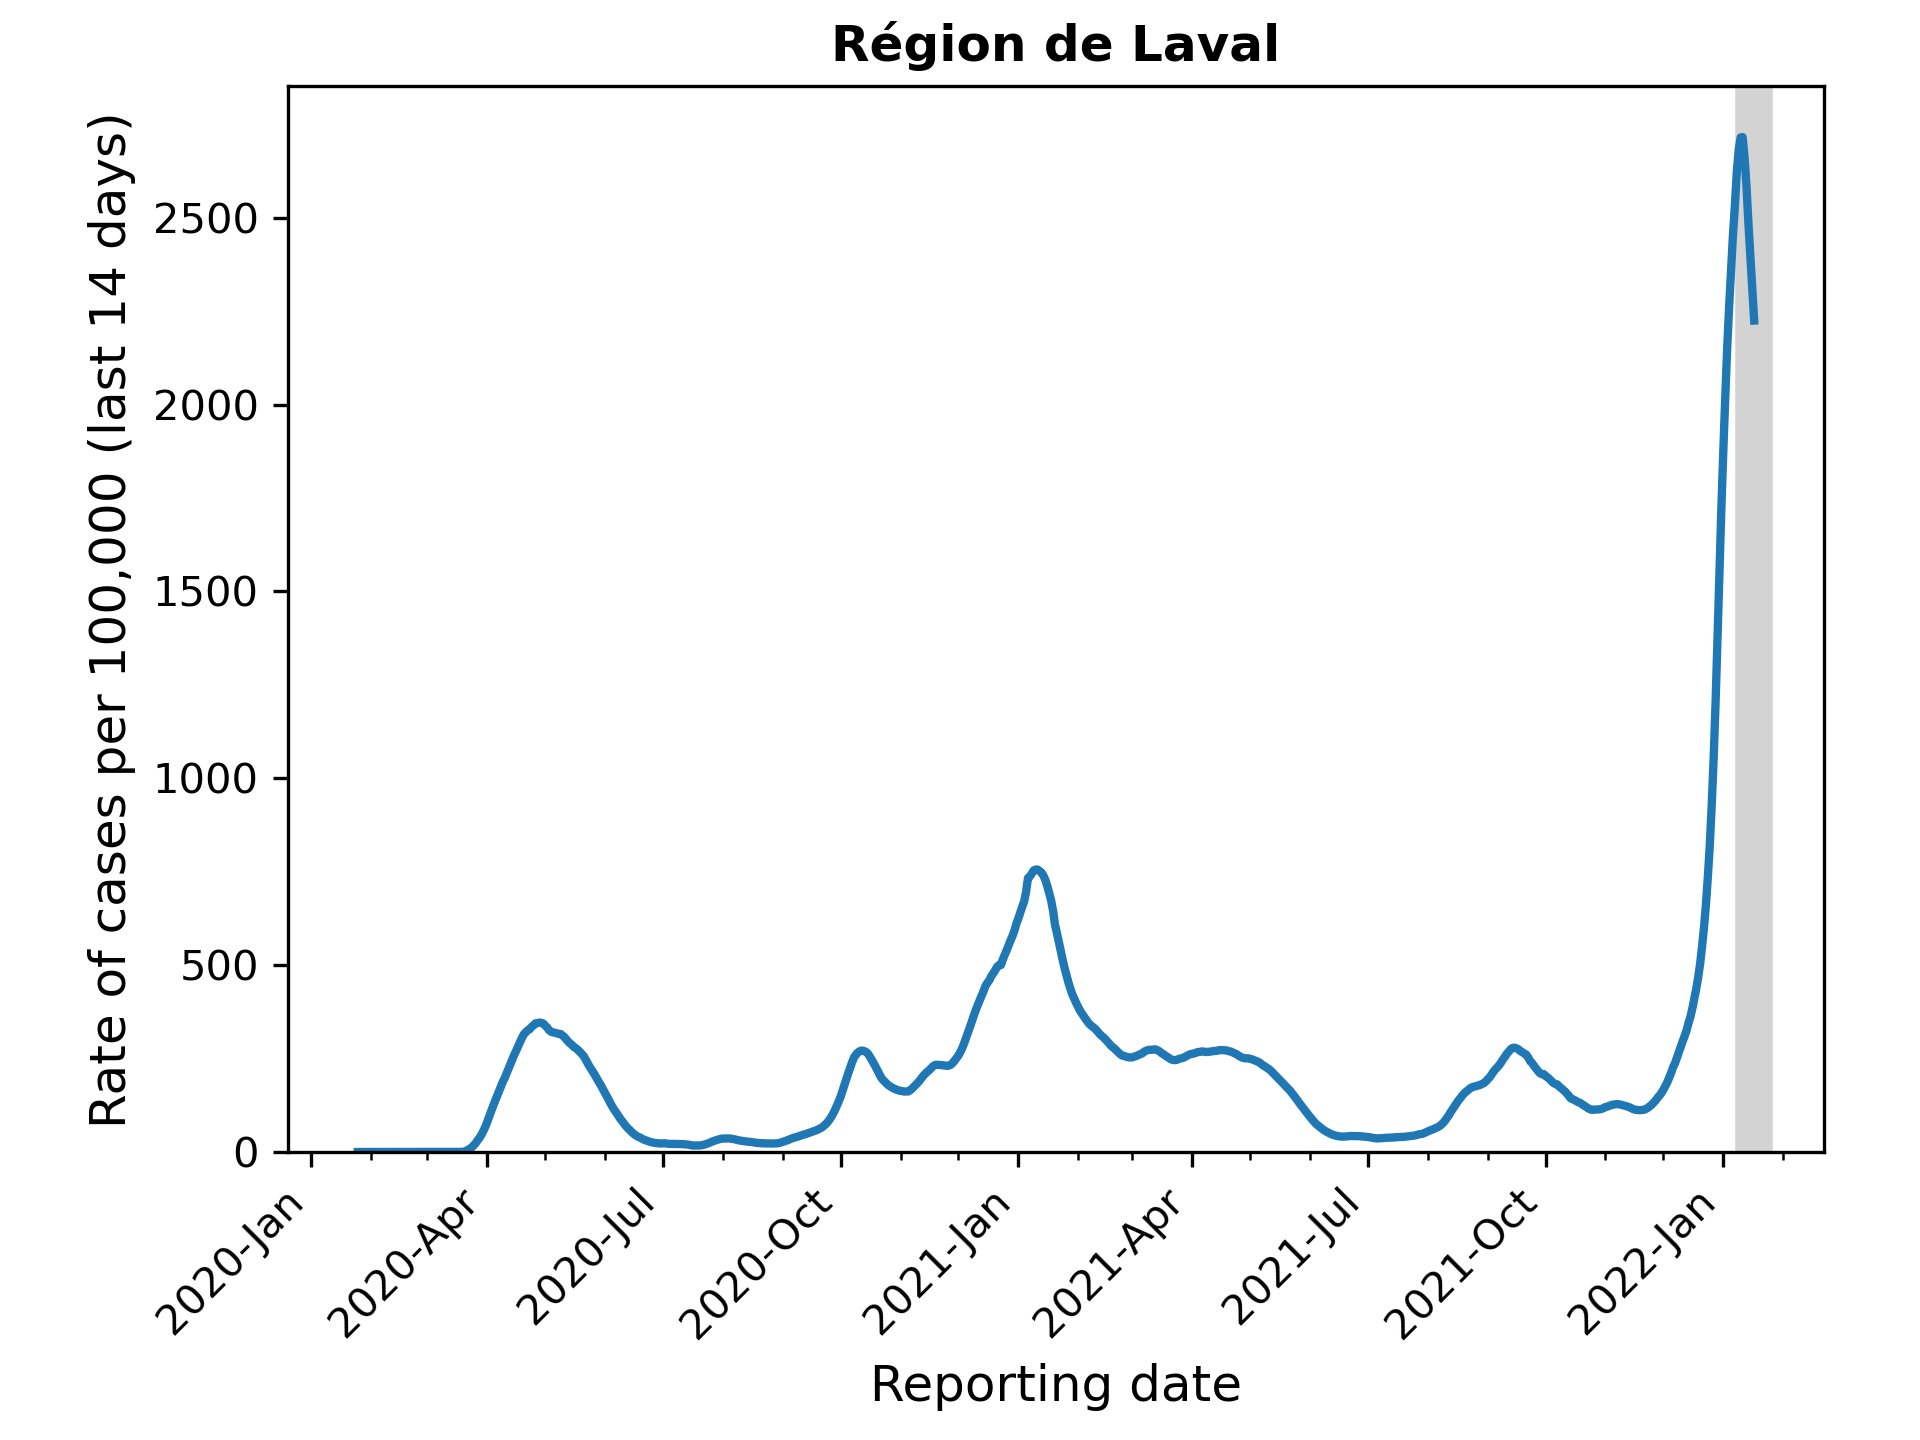 Région de Laval
Rate of cases per 100,000 (last 14 days)
2500
2000
1500
1000
500
0
2020-Jan
2020-Apr
2020-Jul
2020-Oct
2021-Jan
2021-Apr
2021-Jul
2021-Oct
2022-Jan
Reporting date